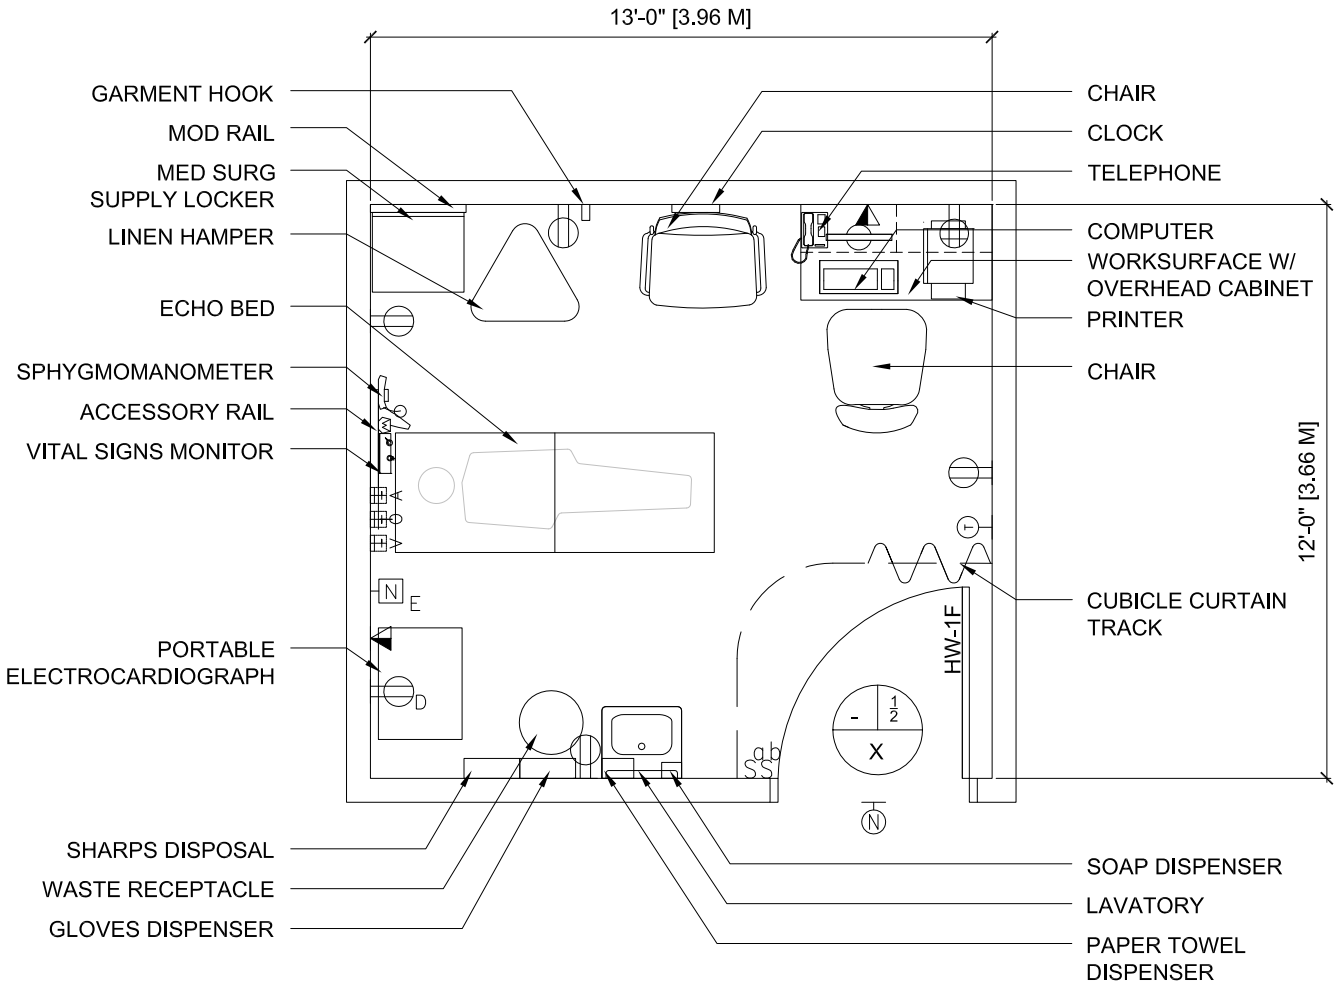 13'-0" [3.96 M]
GARMENT HOOK
MOD RAIL
MED SURG
SUPPLY LOCKER
LINEN HAMPER
ECHO BED
SPHYGMOMANOMETER
ACCESSORY RAIL
VITAL SIGNS MONITOR
PORTABLE
ELECTROCARDIOGRAPH
SHARPS DISPOSAL
WASTE RECEPTACLE
GLOVES DISPENSER
CHAIR
CLOCK
TELEPHONE
COMPUTER
WORKSURFACE W/
OVERHEAD CABINET
PRINTER
CHAIR
12'-0" [3.66 M]
CUBICLE CURTAIN
TRACK
SOAP DISPENSER
LAVATORY
PAPER TOWEL
DISPENSER
A
O
V
N
E
D
T
HW-1F
- 1/2
X
ab
SS
N